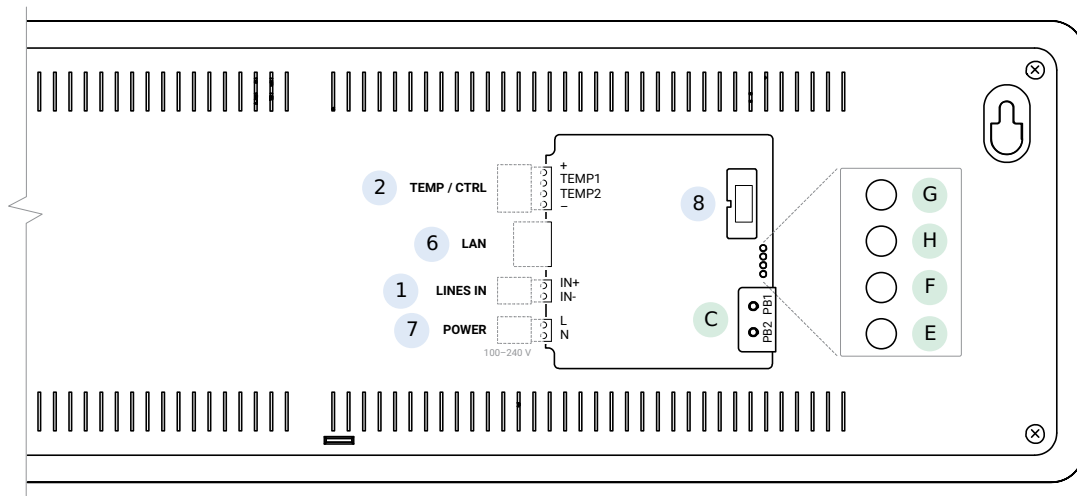 +
2 TEMP / CTRL TEMP1
TEMP2
–
8
G
6 LAN
H
1 LINES IN IN+
IN-
F
7 POWER L
N
100–240 V
C
PB1
PB2
E